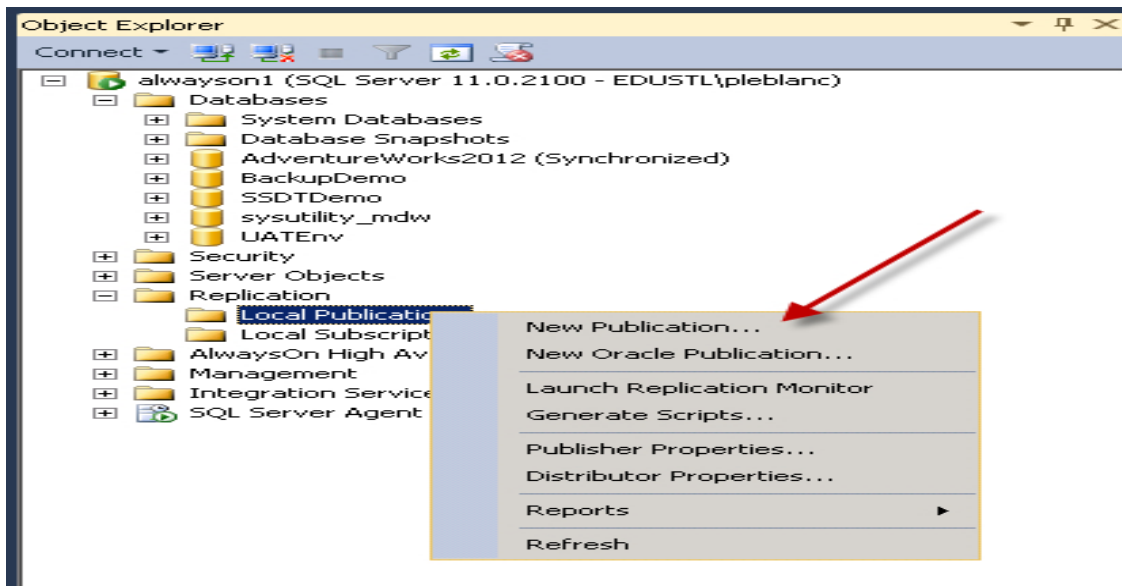 Object Explorer
Connect
alwayson1 (SQL Server 11.0.2100 - EDUSTL\pleblanc)
Databases
System Databases
Database Snapshots
AdventureWorks2012 (Synchronized)
BackupDemo
SSDTDemo
sysutility_mdw
UATEnv
Security
Server Objects
Replication
Local Publicatio
Local Subscript
AlwaysOn High Av
Management
Integration Service
SQL Server Agent
New Publication...
New Oracle Publication...
Launch Replication Monitor
Generate Scripts...
Publisher Properties...
Distributor Properties...
Reports
Refresh